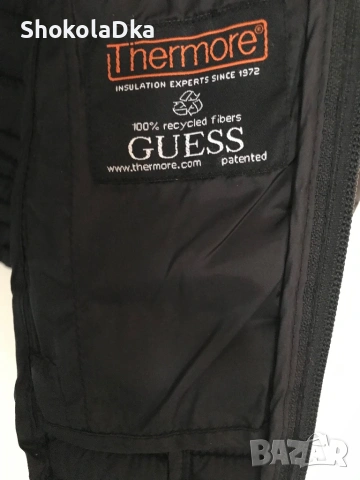 ShokolaDka
Thermore®
INSULATION EXPERTS SINCE 1972
100% recycled fibers
GUESS
www.thermore.com patented
BAZAR